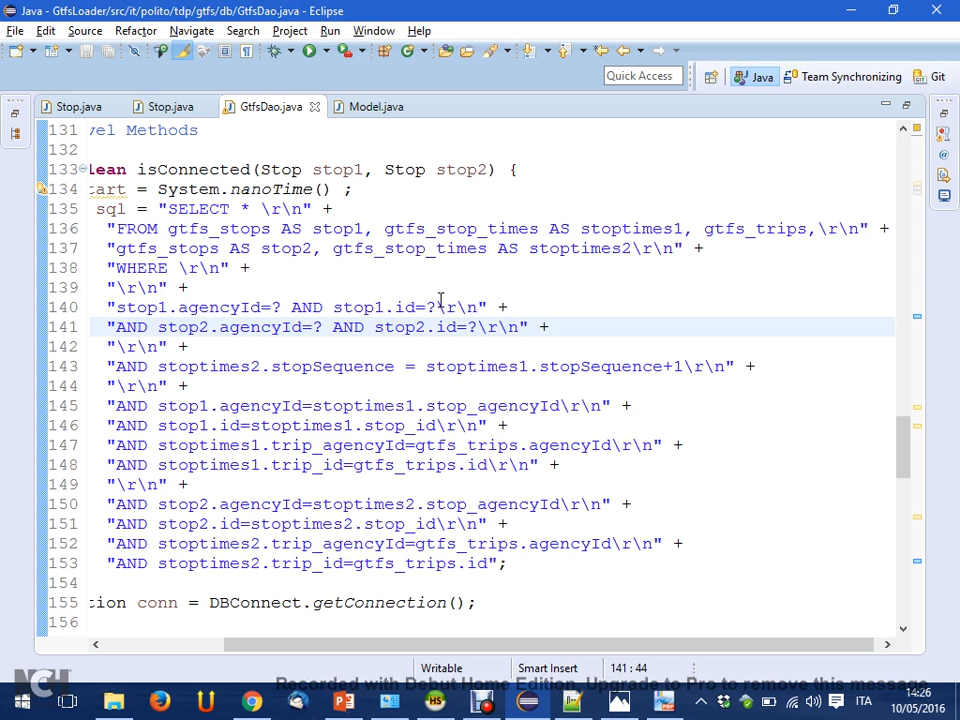 Java - GtfsLoader/src/it/polito/tdp/gtfs/db/GtfsDao.java - Eclipse
File Edit Source Refactor Navigate Search Project Run Window Help
Quick Access Java Team Synchronizing Git
Stop.java Stop.java GtfsDao.java Model.java
131 vel Methods
132
133 lean isConnected(Stop stop1, Stop stop2) {
134 tart = System.nanoTime() ;
135 sql = "SELECT * \r\n" +
136 "FROM gtfs_stops AS stop1, gtfs_stop_times AS stoptimes1, gtfs_trips,\r\n" +
137 "gtfs_stops AS stop2, gtfs_stop_times AS stoptimes2\r\n" +
138 "WHERE \r\n" +
139 "\r\n" +
140 "stop1.agencyId=? AND stop1.id=?\r\n" +
141 "AND stop2.agencyId=? AND stop2.id=?\r\n" +
142 "\r\n" +
143 "AND stoptimes2.stopSequence = stoptimes1.stopSequence+1\r\n" +
144 "\r\n" +
145 "AND stop1.agencyId=stoptimes1.stop_agencyId\r\n" +
146 "AND stop1.id=stoptimes1.stop_id\r\n" +
147 "AND stoptimes1.trip_agencyId=gtfs_trips.agencyId\r\n" +
148 "AND stoptimes1.trip_id=gtfs_trips.id\r\n" +
149 "\r\n" +
150 "AND stop2.agencyId=stoptimes2.stop_agencyId\r\n" +
151 "AND stop2.id=stoptimes2.stop_id\r\n" +
152 "AND stoptimes2.trip_agencyId=gtfs_trips.agencyId\r\n" +
153 "AND stoptimes2.trip_id=gtfs_trips.id";
154
155 tion conn = DBConnect.getConnection();
156
Writable Smart Insert 141 : 44
NCH Recorded with Debut Home Edition, Upgrade to Pro to remove this message
ITA 14:26
10/05/2016